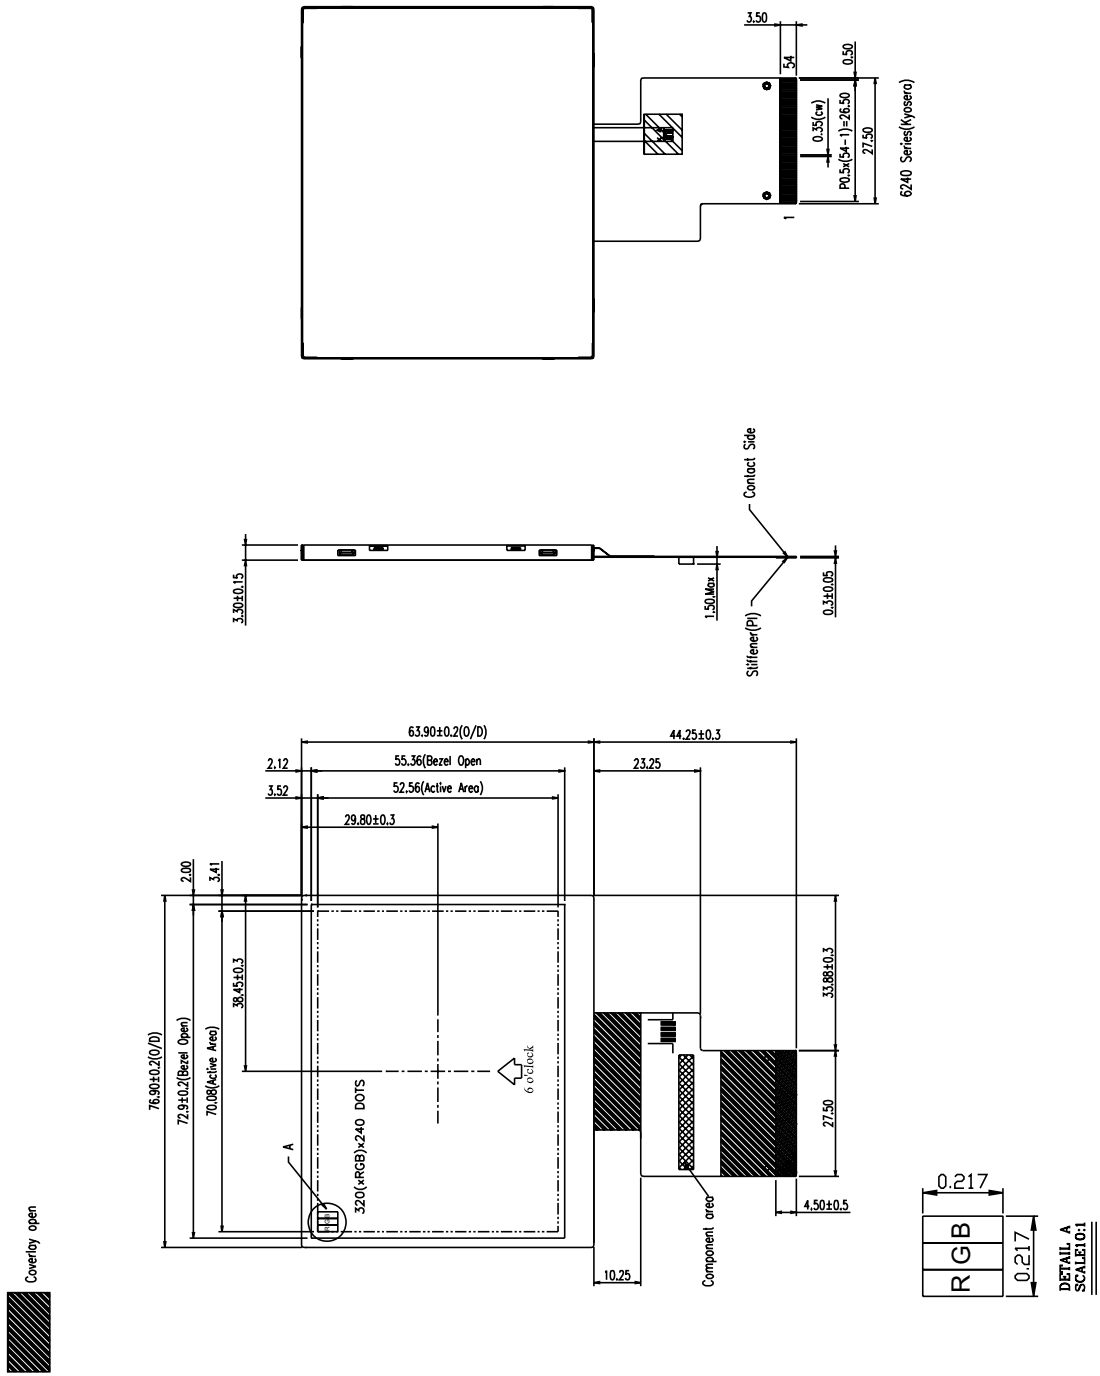 3.50
54
0.50
0.35(cw)
P0.5x(54-1)=26.50
27.50
6240 Series(Kyosera)
1
3.30±0.15
1.50.Max
Contact Side
Stiffener(PI)
0.3±0.05
63.90±0.2(O/D)
44.25±0.3
2.12
55.36(Bezel Open
23.25
3.52
52.56(Active Area)
29.80±0.3
2.00
3.41
38.45±0.3
33.88±0.3
76.90±0.2(O/D)
72.9±0.2(Bezel Open)
70.08(Active Area)
6 o'clock
320(xRGB)x240 DOTS
A
RGB
27.50
4.50±0.5
Component area
10.25
Coverlay open
0.217
R G B
0.217
DETAIL A
SCALE10:1